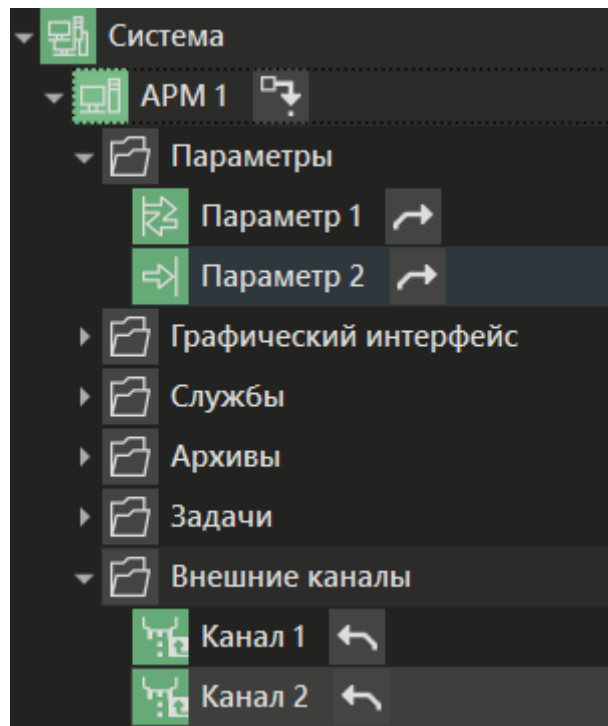 Система
АРМ 1
Параметры
Параметр 1
Параметр 2
Графический интерфейс
Службы
Архивы
Задачи
Внешние каналы
Канал 1
Канал 2